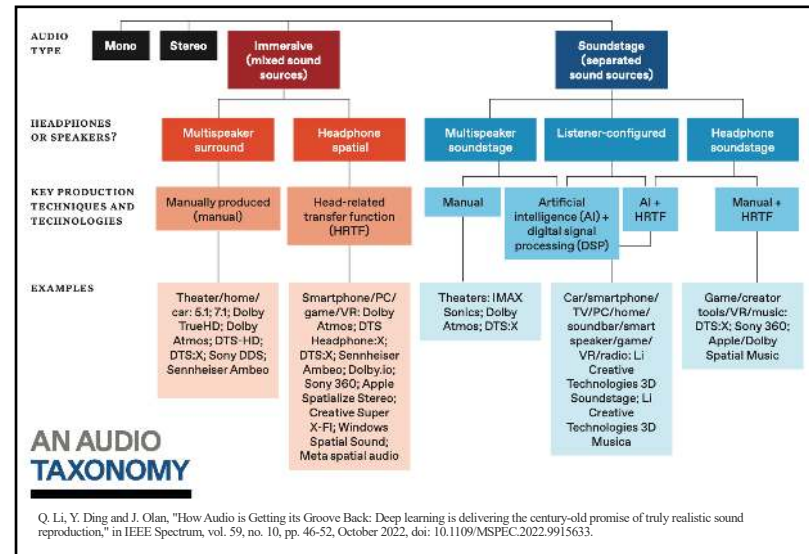 AUDIO
TYPE
Mono
Stereo
Immersive
(mixed sound
sources)
Soundstage
(separated
sound sources)
HEADPHONES
OR SPEAKERS?
Multispeaker
surround
Headphone
spatial
Multispeaker
soundstage
Listener-configured
Headphone
soundstage
KEY PRODUCTION
TECHNIQUES AND
TECHNOLOGIES
Manually produced
(manual)
Head-related
transfer function
(HRTF)
Manual
Artificial
intelligence (AI) +
digital signal
processing (DSP)
AI +
HRTF
Manual +
HRTF
EXAMPLES
Theater/home/
car: 5.1; 7.1; Dolby
TrueHD; Dolby
Atmos; DTS-HD;
DTS:X; Sony DDS;
Sennheiser Ambeo
Smartphone/PC/
game/VR: Dolby
Atmos; DTS
Headphone:X;
DTS:X; Sennheiser
Ambeo; Dolby.io;
Sony 360; Apple
Spatialize Stereo;
Creative Super
X-FI; Windows
Spatial Sound;
Meta spatial audio
Theaters: IMAX
Sonics; Dolby
Atmos; DTS:X
Car/smartphone/
TV/PC/home/
soundbar/smart
speaker/game/
VR/radio: Li
Creative
Technologies 3D
Soundstage; Li
Creative
Technologies 3D
Musica
Game/creator
tools/VR/music:
DTS:X; Sony 360;
Apple/Dolby
Spatial Music
AN AUDIO
TAXONOMY
Q. Li, Y. Ding and J. Olan, "How Audio is Getting its Groove Back: Deep learning is delivering the century-old promise of truly realistic sound
reproduction," in IEEE Spectrum, vol. 59, no. 10, pp. 46-52, October 2022, doi: 10.1109/MSPEC.2022.9915633.